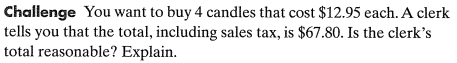 Challenge You want to buy 4 candles that cost $12.95 each. A clerk
tells you that the total, including sales tax, is $67.80. Is the clerk's
total reasonable? Explain.